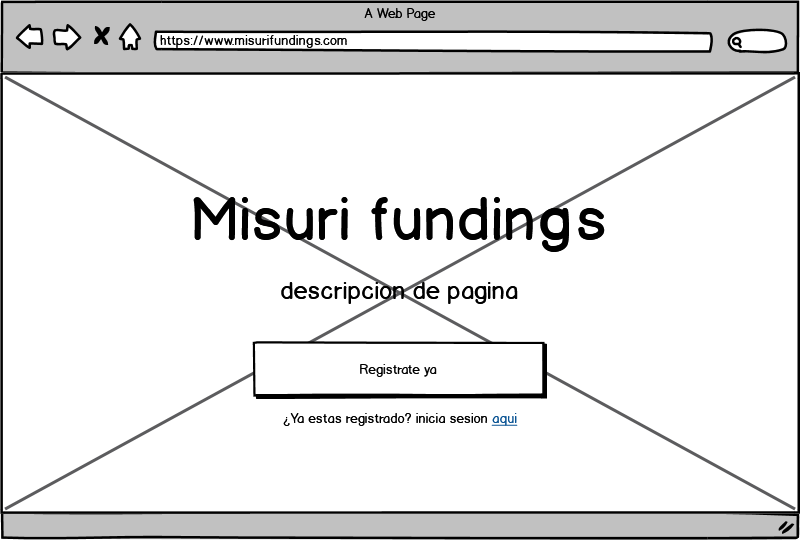 A Web Page
https://www.misurifundings.com
Misuri fundings
descripcion de pagina
Registrate ya
¿Ya estas registrado? inicia sesion aqui